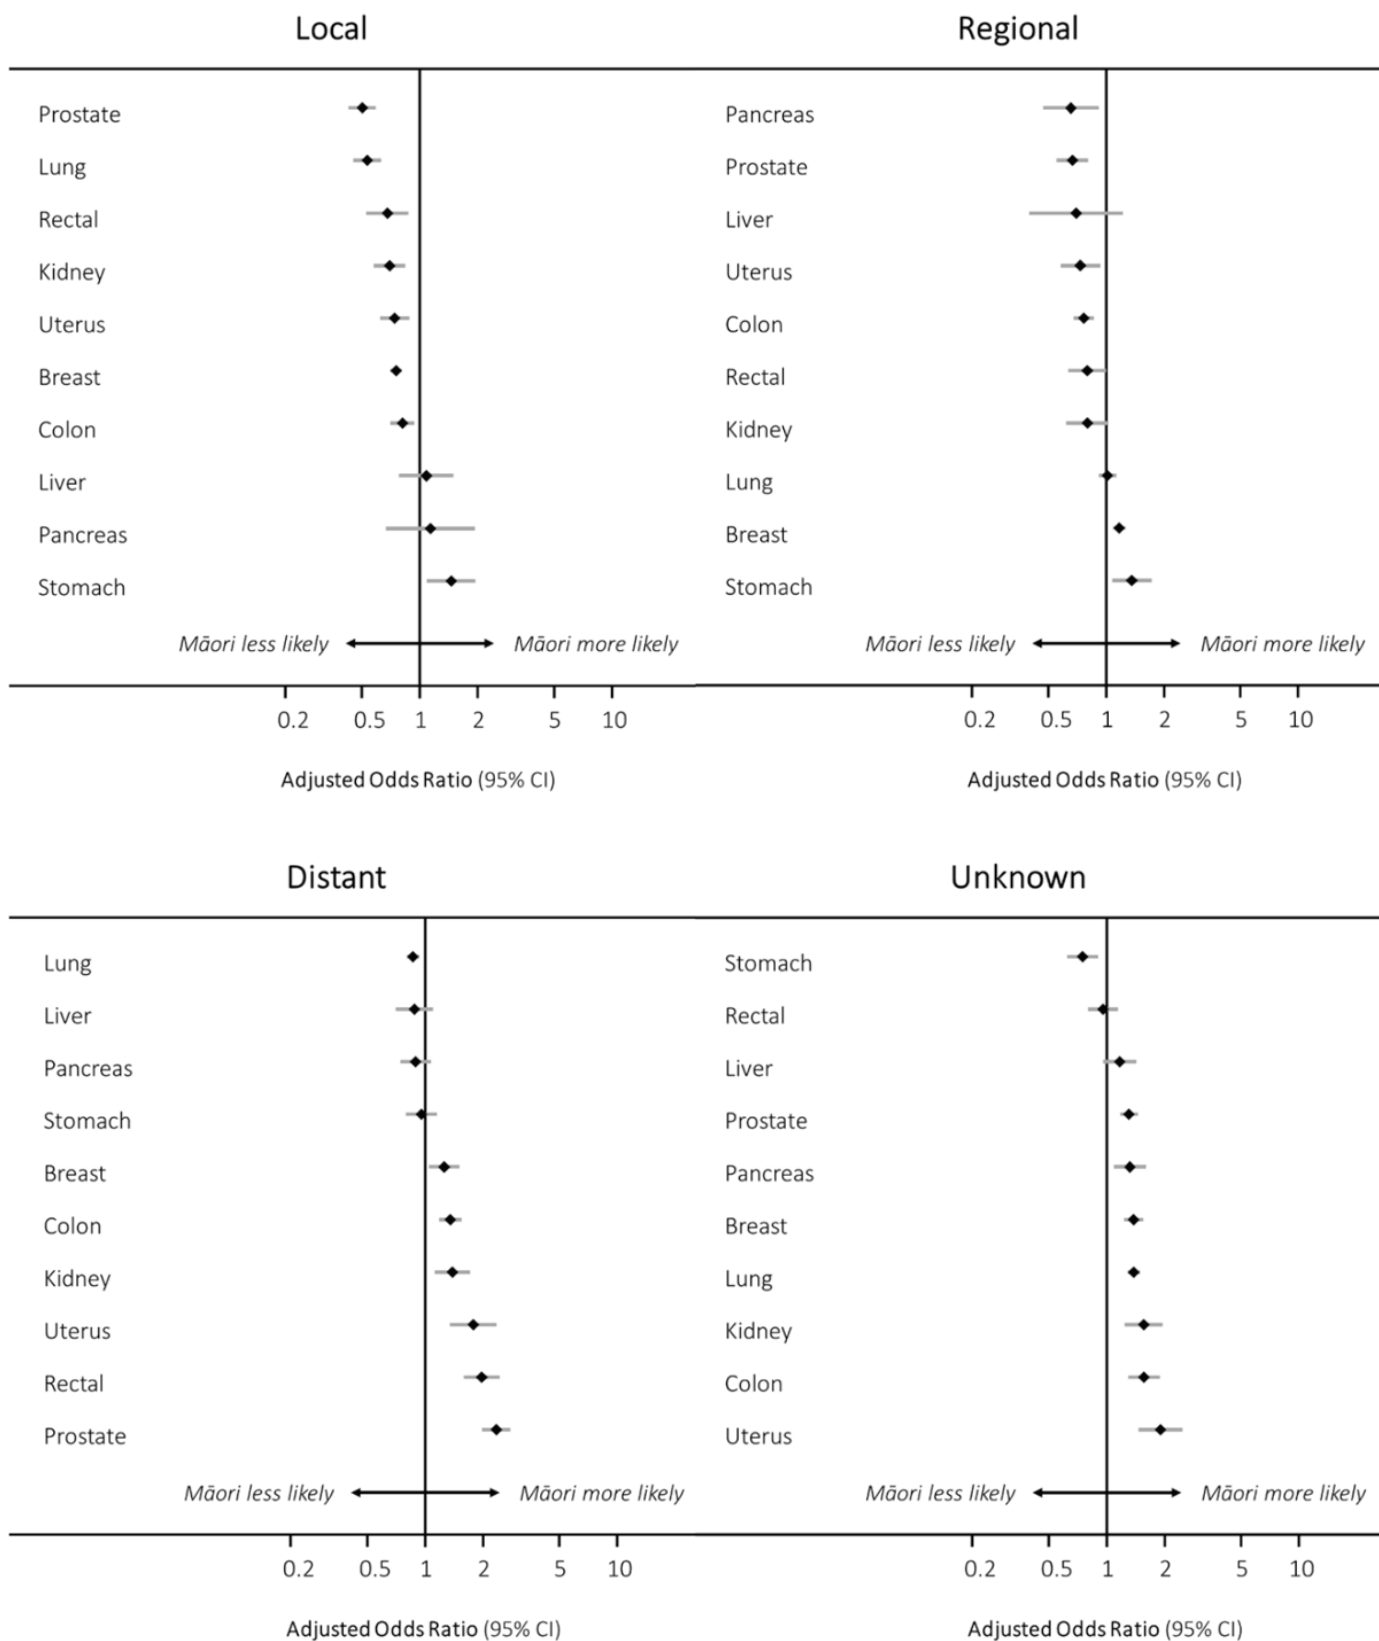 Local
Prostate
Lung
Rectal
Kidney
Uterus
Breast
Colon
Liver
Pancreas
Stomach
Māori less likely Māori more likely
0.2 0.5 1 2 5 10
Adjusted Odds Ratio (95% CI)
Regional
Pancreas
Prostate
Liver
Uterus
Colon
Rectal
Kidney
Lung
Breast
Stomach
Māori less likely Māori more likely
0.2 0.5 1 2 5 10
Adjusted Odds Ratio (95% CI)
Distant
Lung
Liver
Pancreas
Stomach
Breast
Colon
Kidney
Uterus
Rectal
Prostate
Māori less likely Māori more likely
0.2 0.5 1 2 5 10
Adjusted Odds Ratio (95% CI)
Unknown
Stomach
Rectal
Liver
Prostate
Pancreas
Breast
Lung
Kidney
Colon
Uterus
Māori less likely Māori more likely
0.2 0.5 1 2 5 10
Adjusted Odds Ratio (95% CI)